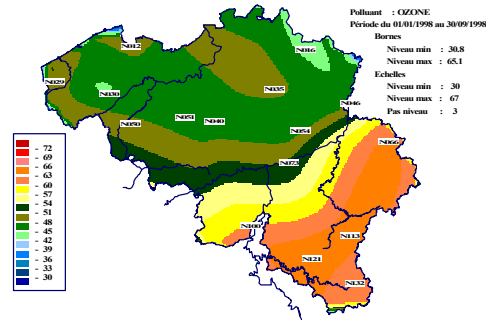 Polluant : OZONE
Période du 01/01/1998 au 30/09/1998
Bornes
Niveau min : 30.8
Niveau max : 65.1
Echelles
Niveau min : 30
Niveau max : 67
Pas niveau : 3
N012
N016
N029
N030
N035
N046
N050
N051
N040
N054
N066
N073
N100
N113
N121
N132
72
69
66
63
60
57
54
51
48
45
42
39
36
33
30